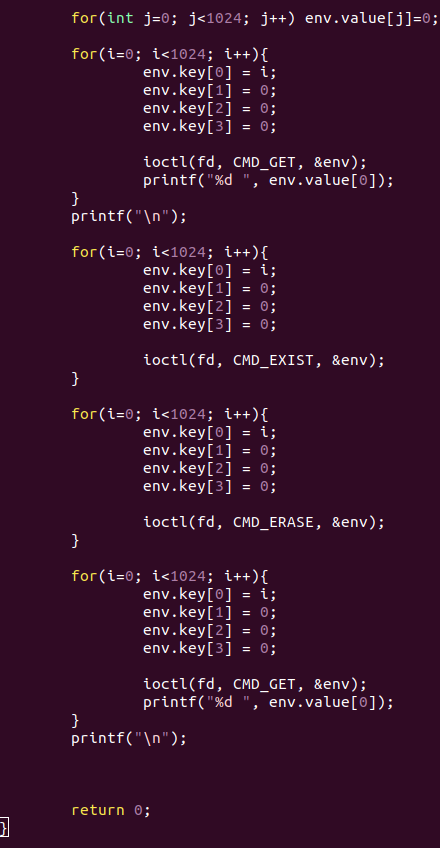 for(int j=0; j<1024; j++) env.value[j]=0;
for(i=0; i<1024; i++){
env.key[0] = i;
env.key[1] = 0;
env.key[2] = 0;
env.key[3] = 0;
ioctl(fd, CMD_GET, &env);
printf("%d ", env.value[0]);
}
printf("\n");
for(i=0; i<1024; i++){
env.key[0] = i;
env.key[1] = 0;
env.key[2] = 0;
env.key[3] = 0;
ioctl(fd, CMD_EXIST, &env);
}
for(i=0; i<1024; i++){
env.key[0] = i;
env.key[1] = 0;
env.key[2] = 0;
env.key[3] = 0;
ioctl(fd, CMD_ERASE, &env);
}
for(i=0; i<1024; i++){
env.key[0] = i;
env.key[1] = 0;
env.key[2] = 0;
env.key[3] = 0;
ioctl(fd, CMD_GET, &env);
printf("%d ", env.value[0]);
}
printf("\n");
return 0;
}